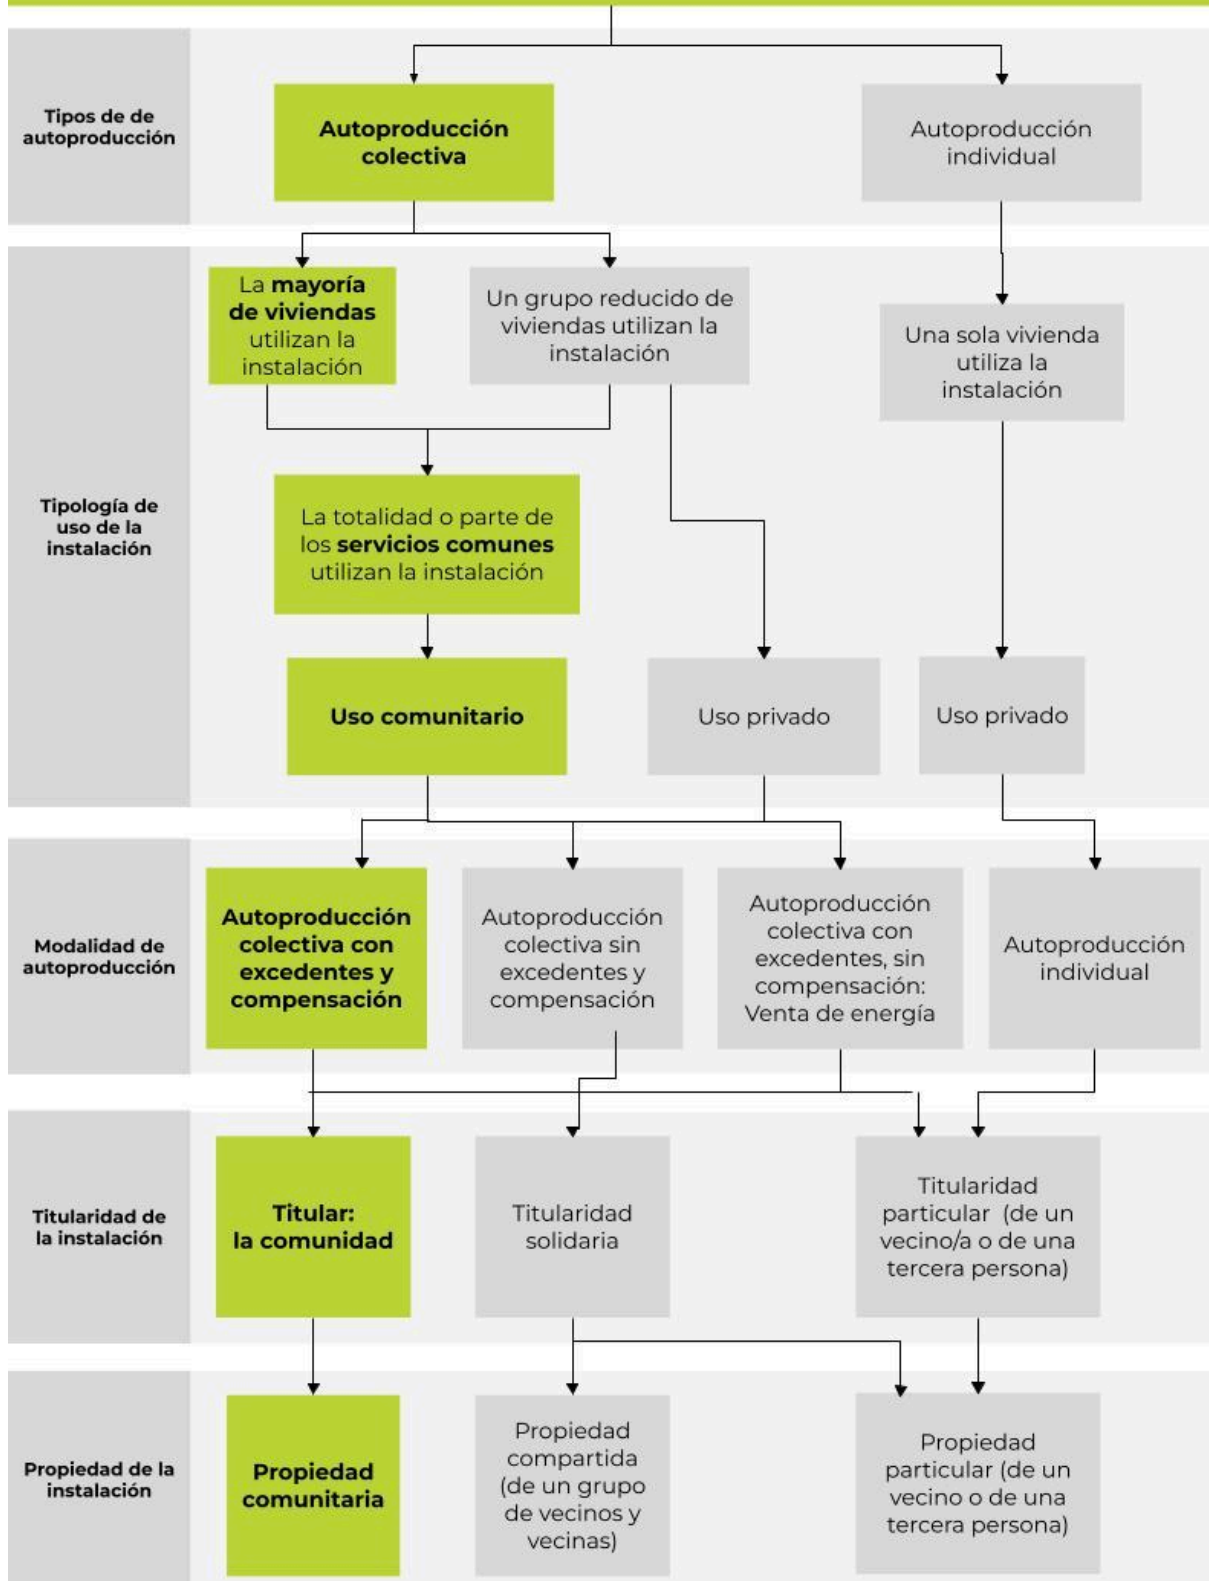 Tipos de de
autoproducción
Autoproducción
colectiva
Autoproducción
individual
Tipología de
uso de la
instalación
La mayoría
de viviendas
utilizan la
instalación
Un grupo reducido de
viviendas utilizan la
instalación
Una sola vivienda
utiliza la
instalación
La totalidad o parte de
los servicios comunes
utilizan la instalación
Uso comunitario
Uso privado
Uso privado
Modalidad de
autoproducción
Autoproducción
colectiva con
excedentes y
compensación
Autoproducción
colectiva sin
excedentes y
compensación
Autoproducción
colectiva con
excedentes, sin
compensación:
Venta de energía
Autoproducción
individual
Titularidad de
la instalación
Titular:
la comunidad
Titularidad
solidaria
Titularidad
particular (de un
vecino/a o de una
tercera persona)
Propiedad de la
instalación
Propiedad
comunitaria
Propiedad
compartida
(de un grupo
de vecinos y
vecinas)
Propiedad
particular (de un
vecino o de una
tercera persona)